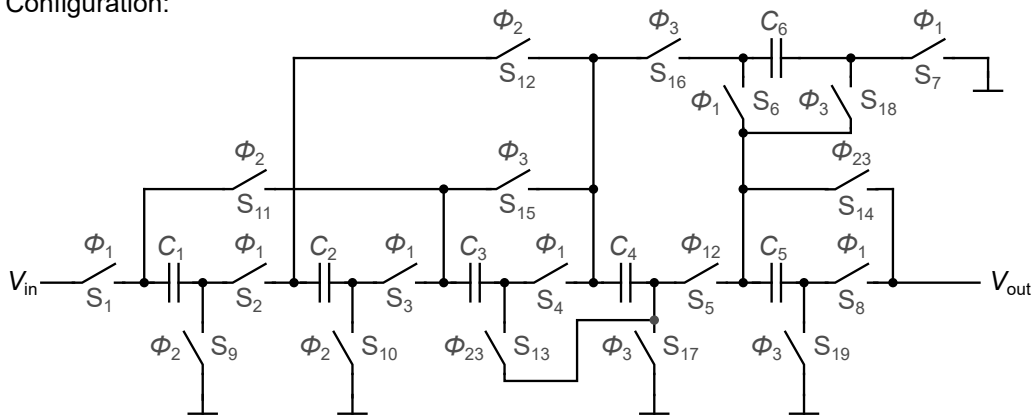 Configuration:
Φ2 Φ3 C6 Φ1
S12 S16 S7
Φ1 S6 Φ3 S18
Φ2 Φ3 Φ23
S11 S15 S14
Φ1 C1 Φ1 C2 Φ1 C3 Φ1 C4 Φ12 C5 Φ1
Vin Vout
S1 S2 S3 S4 S5 S8
Φ2 S9 Φ2 S10 Φ23 S13 Φ3 S17 Φ3 S19